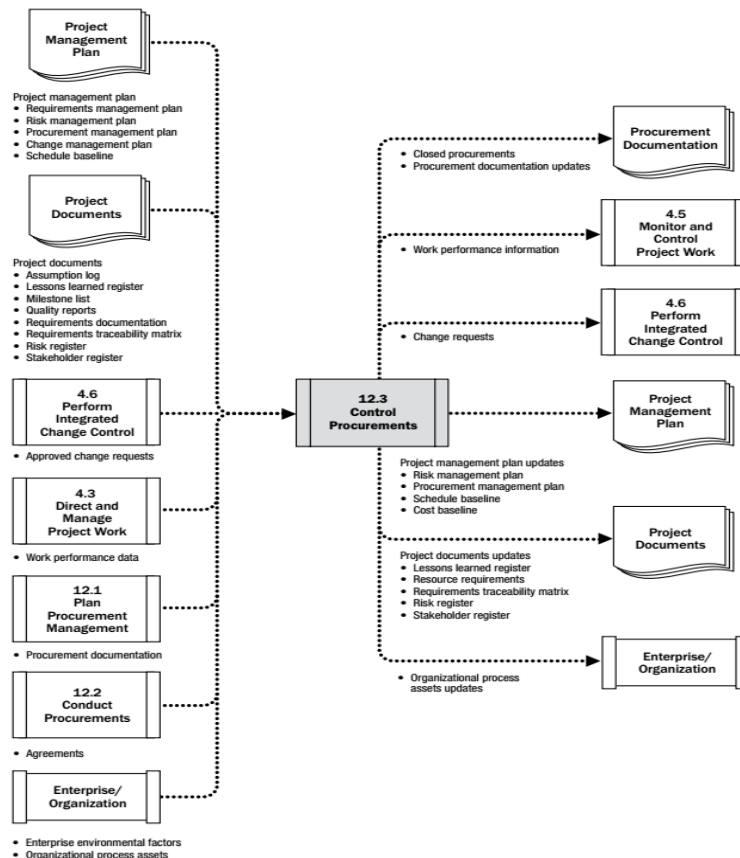 Project
Management
Plan
Project management plan
• Requirements management plan
• Risk management plan
• Procurement management plan
• Change management plan
• Schedule baseline
Project
Documents
Project documents
• Assumption log
• Lessons learned register
• Milestone list
• Quality reports
• Requirements documentation
• Requirements traceability matrix
• Risk register
• Stakeholder register
4.6
Perform
Integrated
Change Control
• Approved change requests
4.3
Direct and
Manage
Project Work
• Work performance data
12.1
Plan
Procurement
Management
• Procurement documentation
12.2
Conduct
Procurements
• Agreements
Enterprise/
Organization
• Enterprise environmental factors
• Organizational process assets
12.3
Control
Procurements
• Closed procurements
• Procurement documentation updates
Procurement
Documentation
• Work performance information
4.5
Monitor and
Control
Project Work
• Change requests
4.6
Perform
Integrated
Change Control
Project
Management
Plan
Project management plan updates
• Risk management plan
• Procurement management plan
• Schedule baseline
• Cost baseline
Project
Documents
Project documents updates
• Lessons learned register
• Resource requirements
• Requirements traceability matrix
• Risk register
• Stakeholder register
Enterprise/
Organization
• Organizational process
assets updates